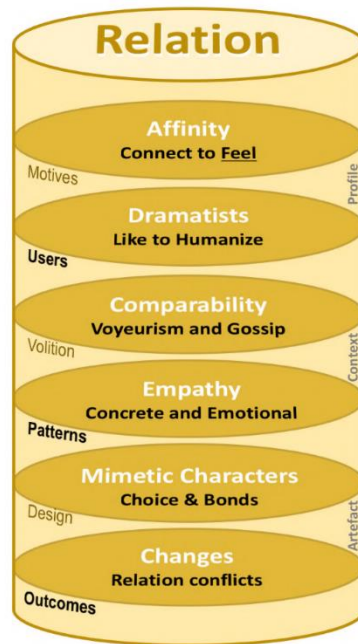 Relation
Affinity
Connect to Feel
Motives
Profile
Dramatists
Like to Humanize
Users
Comparability
Voyeurism and Gossip
Volition
Context
Empathy
Concrete and Emotional
Patterns
Mimetic Characters
Choice & Bonds
Design
Artefact
Changes
Relation conflicts
Outcomes